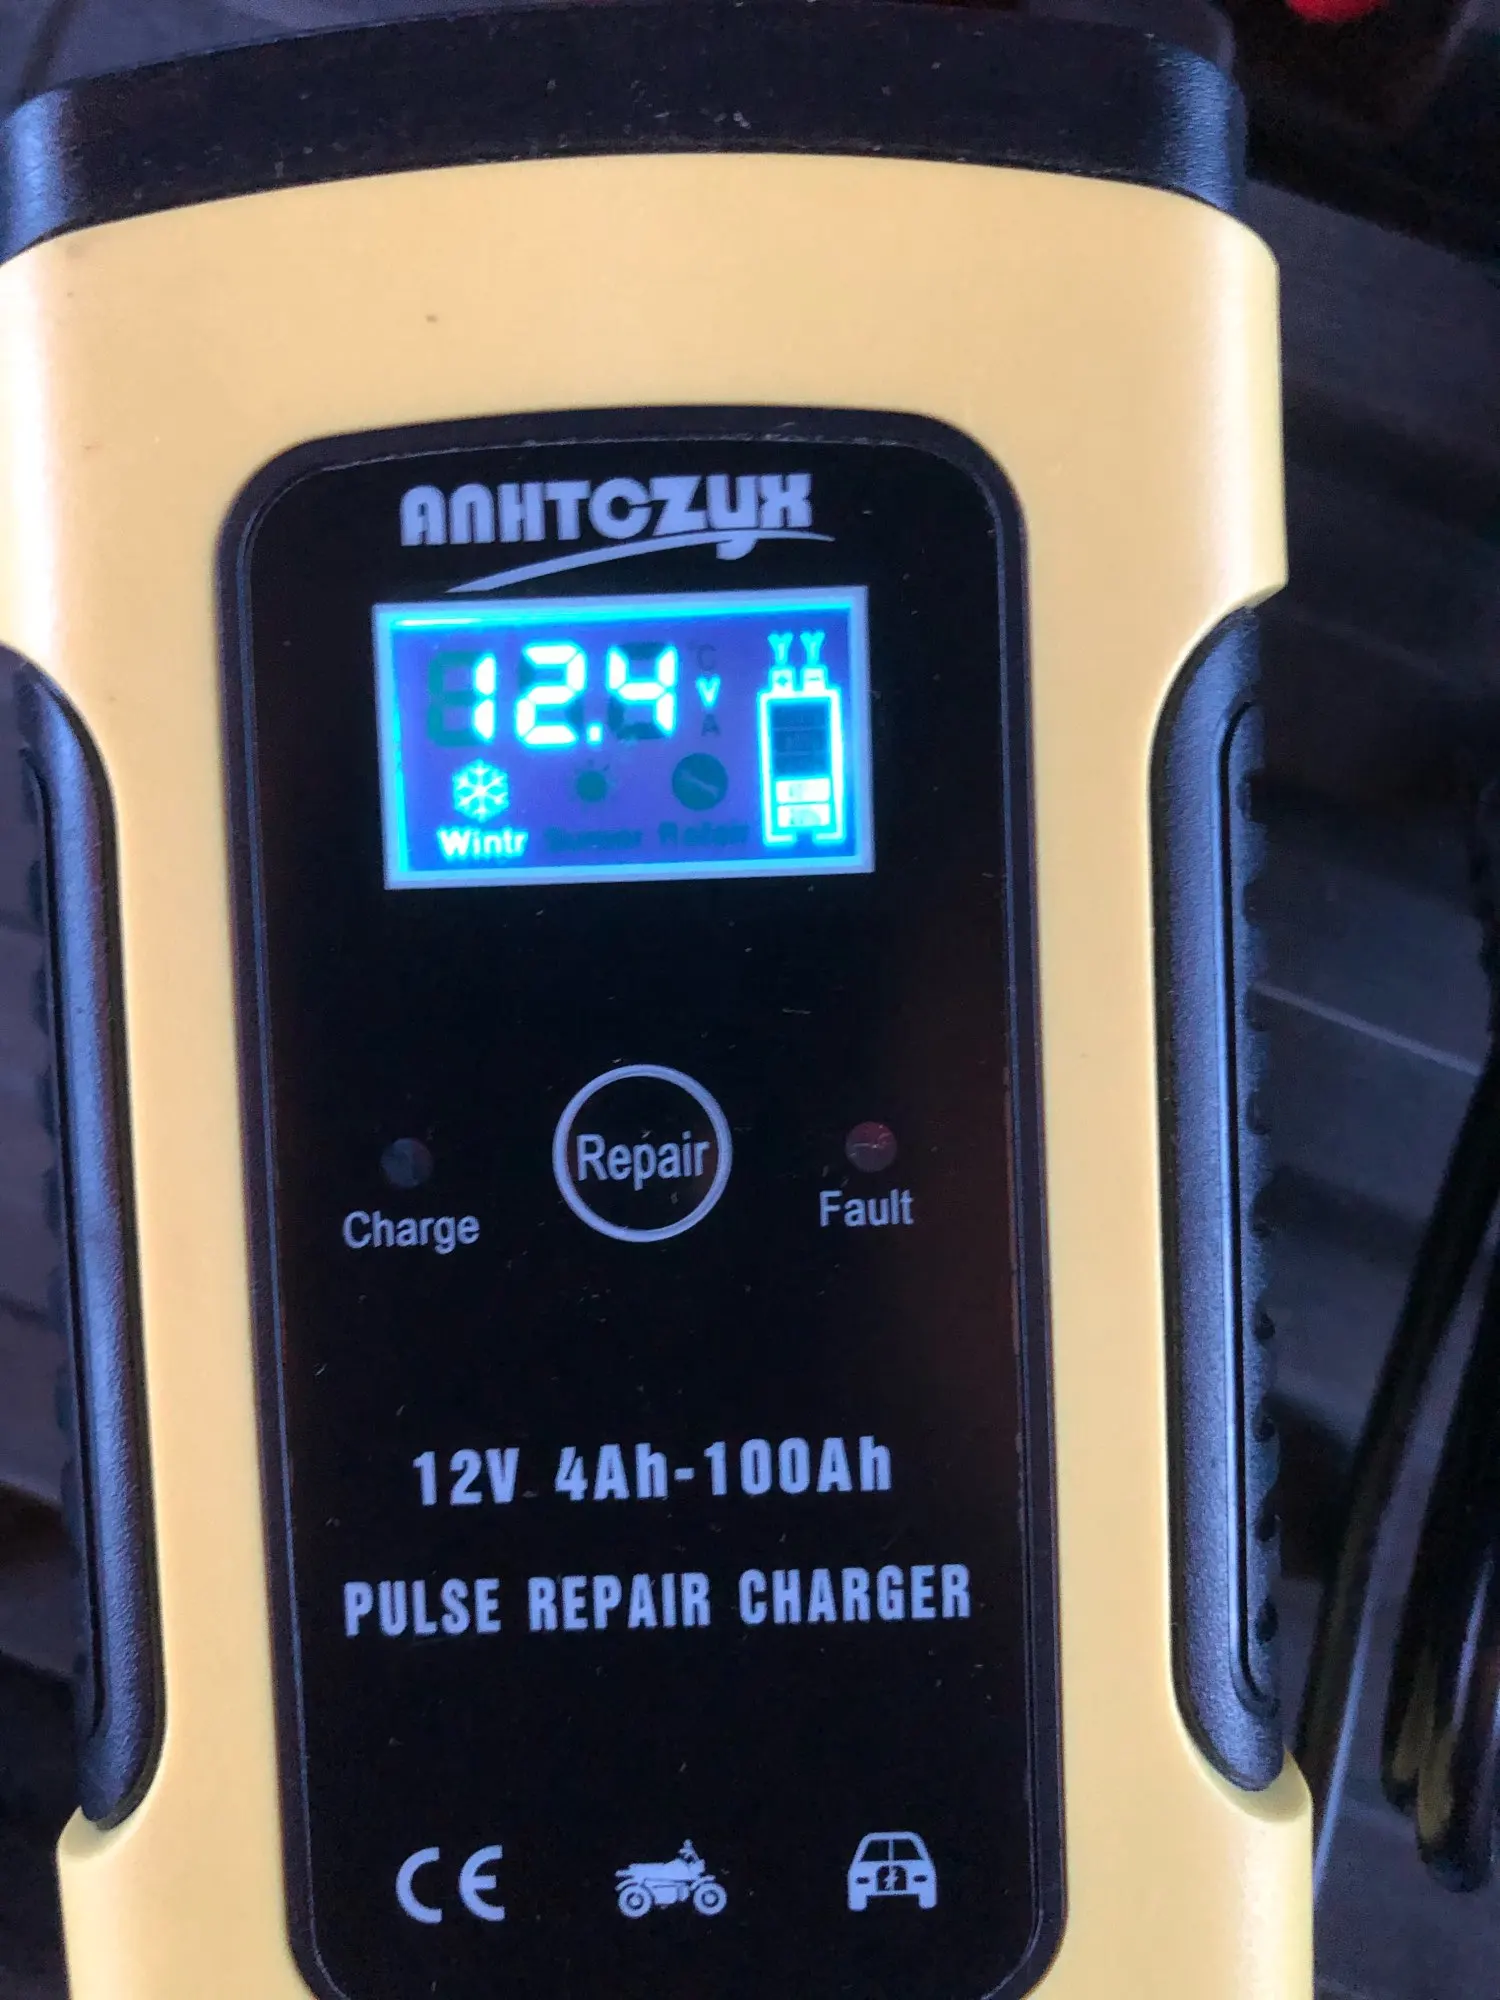 ANHTCZYX
12.4 V
C
A
Wintr
Repair
Charge
Fault
12V 4Ah-100Ah
PULSE REPAIR CHARGER
CE